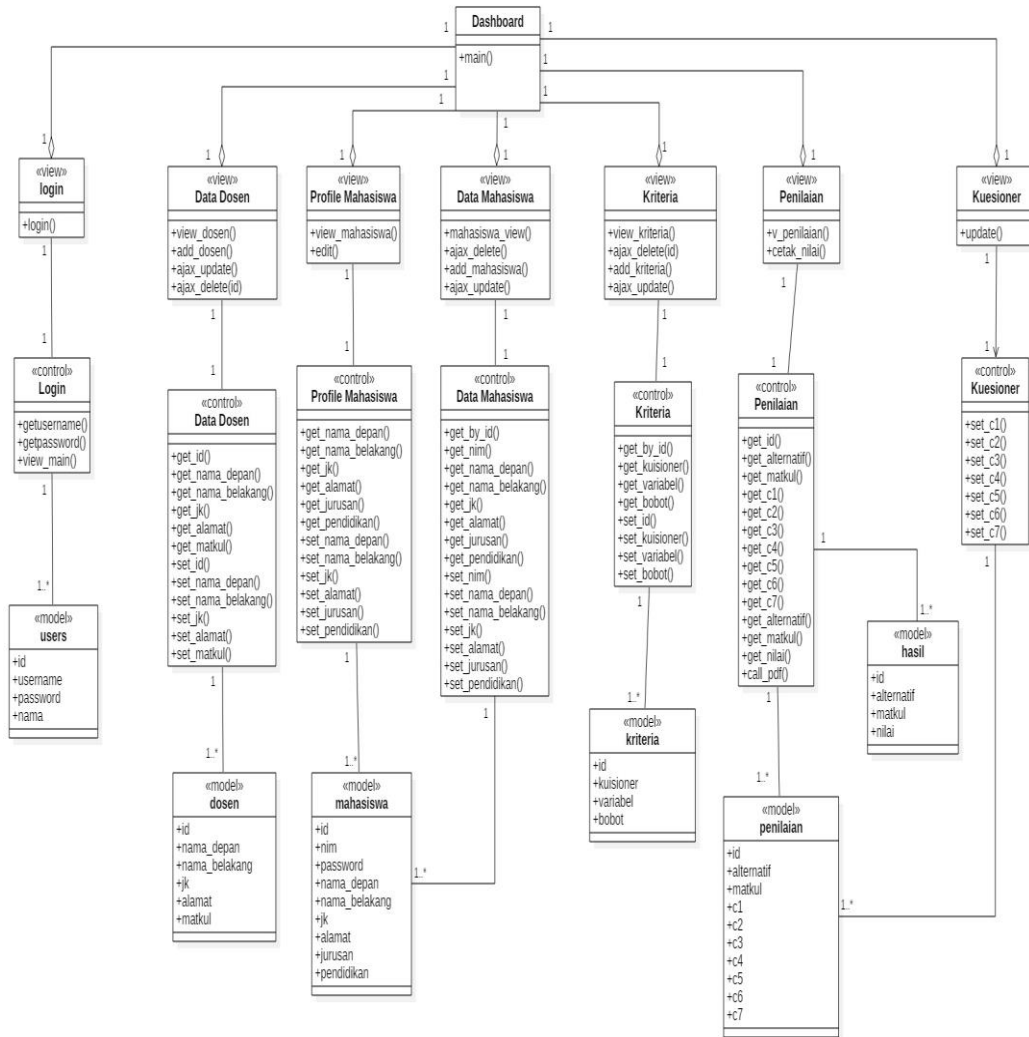 Dashboard
+main()
1
1
1
1
1
1
1
1
1
1
1
1
1
1
«view»
login
+login()
«view»
Data Dosen
+view_dosen()
+add_dosen()
+ajax_update()
+ajax_delete(id)
«view»
Profile Mahasiswa
+view_mahasiswa()
+edit()
«view»
Data Mahasiswa
+mahasiswa_view()
+ajax_delete()
+add_mahasiswa()
+ajax_update()
«view»
Kriteria
+view_kriteria()
+ajax_delete(id)
+add_kriteria()
+ajax_update()
«view»
Penilaian
+v_penilaian()
+cetak_nilai()
«view»
Kuesioner
+update()
1
1
1
1
1
1
1
1
1
1
1
1
1
1
«control»
Login
+getusername()
+getpassword()
+view_main()
«control»
Data Dosen
+get_id()
+get_nama_depan()
+get_nama_belakang()
+get_jk()
+get_alamat()
+get_matkul()
+set_id()
+set_nama_depan()
+set_nama_belakang()
+set_jk()
+set_alamat()
+set_matkul()
«control»
Profile Mahasiswa
+get_nama_depan()
+get_nama_belakang()
+get_jk()
+get_alamat()
+get_jurusan()
+get_pendidikan()
+set_nama_depan()
+set_nama_belakang()
+set_jk()
+set_alamat()
+set_jurusan()
+set_pendidikan()
«control»
Data Mahasiswa
+get_by_id()
+get_nim()
+get_nama_depan()
+get_nama_belakang()
+get_jk()
+get_alamat()
+get_jurusan()
+get_pendidikan()
+set_nim()
+set_nama_depan()
+set_nama_belakang()
+set_jk()
+set_alamat()
+set_jurusan()
+set_pendidikan()
«control»
Kriteria
+get_by_id()
+get_kuisioner()
+get_variabel()
+get_bobot()
+set_id()
+set_kuisioner()
+set_variabel()
+set_bobot()
«control»
Penilaian
+get_id()
+get_alternatif()
+get_matkul()
+get_c1()
+get_c2()
+get_c3()
+get_c4()
+get_c5()
+get_c6()
+get_c7()
+get_alternatif()
+get_matkul()
+get_nilai()
+call_pdf()
«control»
Kuesioner
+set_c1()
+set_c2()
+set_c3()
+set_c4()
+set_c5()
+set_c6()
+set_c7()
1
1..*
1
1..*
1
1..*
1
1..*
1
1..*
1
1..*
1
1..*
1
1..*
«model»
users
+id
+username
+password
+nama
«model»
dosen
+id
+nama_depan
+nama_belakang
+jk
+alamat
+matkul
«model»
mahasiswa
+id
+nim
+password
+nama_depan
+nama_belakang
+jk
+alamat
+jurusan
+pendidikan
«model»
kriteria
+id
+kuisioner
+variabel
+bobot
«model»
hasil
+id
+alternatif
+matkul
+nilai
«model»
penilaian
+id
+alternatif
+matkul
+c1
+c2
+c3
+c4
+c5
+c6
+c7